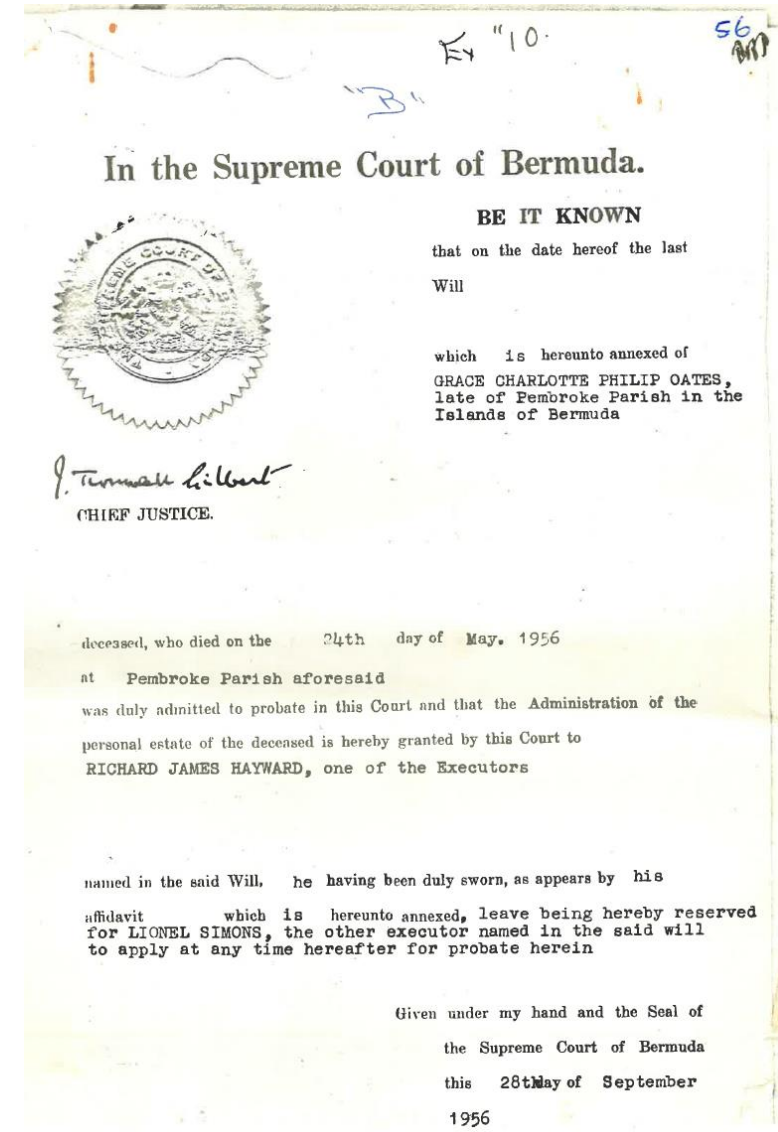 Ex "10.
56
"B"
In the Supreme Court of Bermuda.
BE IT KNOWN
that on the date hereof the last
Will
which is hereunto annexed of
GRACE CHARLOTTE PHILIP OATES,
late of Pembroke Parish in the
Islands of Bermuda
THE SUPREME COURT OF
J. Gilbert
CHIEF JUSTICE.
deceased, who died on the 24th day of May. 1956
at Pembroke Parish aforesaid
was duly admitted to probate in this Court and that the Administration of the
personal estate of the deceased is hereby granted by this Court to
RICHARD JAMES HAYWARD, one of the Executors
named in the said Will, he having been duly sworn, as appears by his
affidavit which is hereunto annexed, leave being hereby reserved
for LIONEL SIMONS, the other executor named in the said will
to apply at any time hereafter for probate herein
Given under my hand and the Seal of
the Supreme Court of Bermuda
this 28th day of September
1956